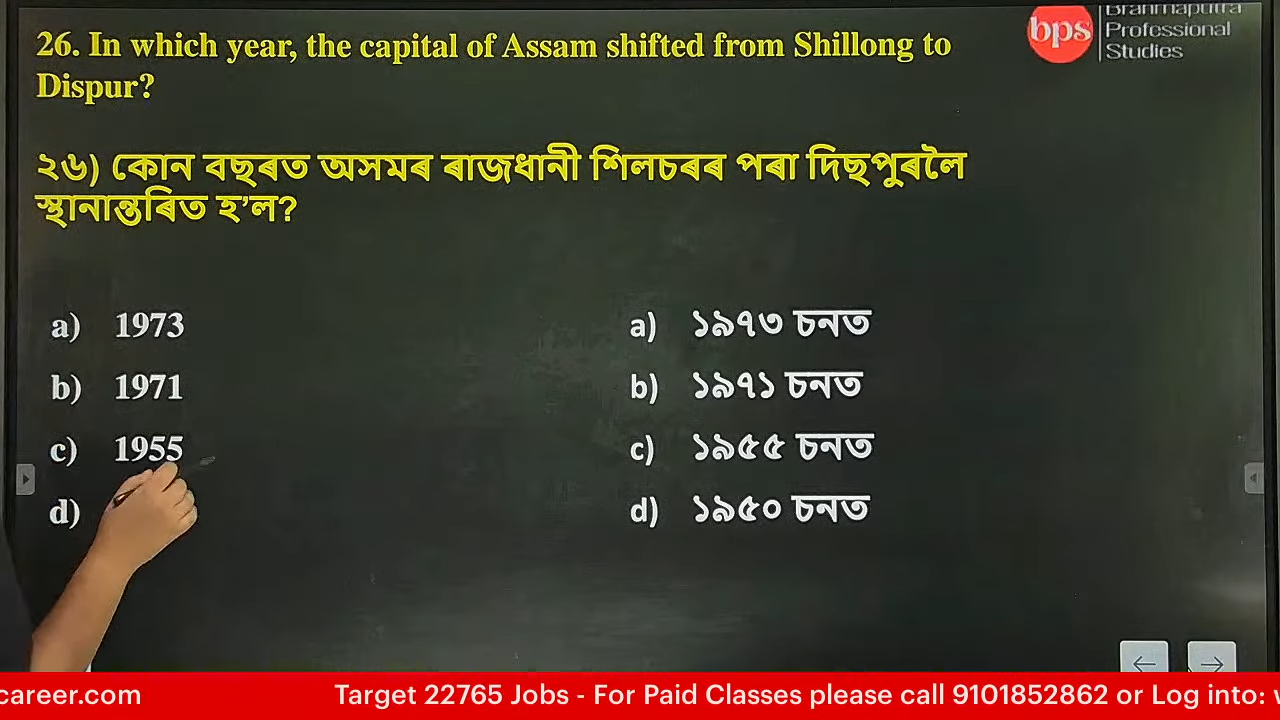 26. In which year, the capital of Assam shifted from Shillong to
Dispur?
bps
Brahmaputra
Professional
Studies
২৬) কোন বছৰত অসমৰ ৰাজধানী শিলচৰৰ পৰা দিছপুৰলৈ
স্থানান্তৰিত হ'ল?
a) 1973
b) 1971
c) 1955
d)
a) ১৯৭৩ চনত
b) ১৯৭১ চনত
c) ১৯৫৫ চনত
d) ১৯৫০ চনত
career.com Target 22765 Jobs - For Paid Classes please call 9101852862 or Log into: